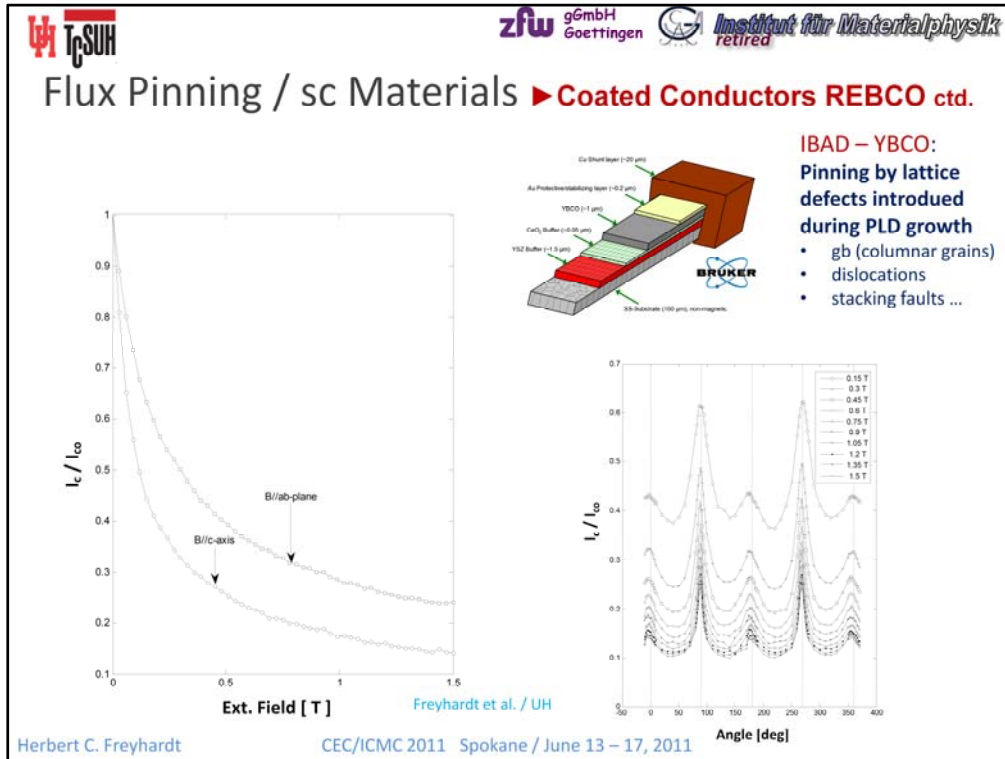 UH TcSUH
zfw gGmbH Goettingen
Institut für Materialphysik
retired
Flux Pinning / sc Materials ►Coated Conductors REBCO ctd.
Cu Shunt layer (~20 μm)
Au Protective/stabilizing layer (~0.2 μm)
YBCO (~1 μm)
CeO₂ Buffer (~0.05 μm)
YSZ Buffer (~1.5 μm)
SS-Substrate (100 μm), non-magnetic
BRUKER
IBAD – YBCO:
Pinning by lattice
defects introdued
during PLD growth
• gb (columnar grains)
• dislocations
• stacking faults ...
1
0.9
0.8
0.7
0.6
0.5
0.4
0.3
0.2
0.1
0
0.5
1
1.5
Ic / Ico
B//ab-plane
B//c-axis
Ext. Field [ T ]
Freyhardt et al. / UH
0.7
0.6
0.5
0.4
0.3
0.2
0.1
0
-50
0
50
100
150
200
250
300
350
400
Ic / Ico
0.15 T
0.3 T
0.45 T
0.6 T
0.75 T
0.9 T
1.05 T
1.2 T
1.35 T
1.5 T
Angle [deg]
Herbert C. Freyhardt
CEC/ICMC 2011 Spokane / June 13 – 17, 2011